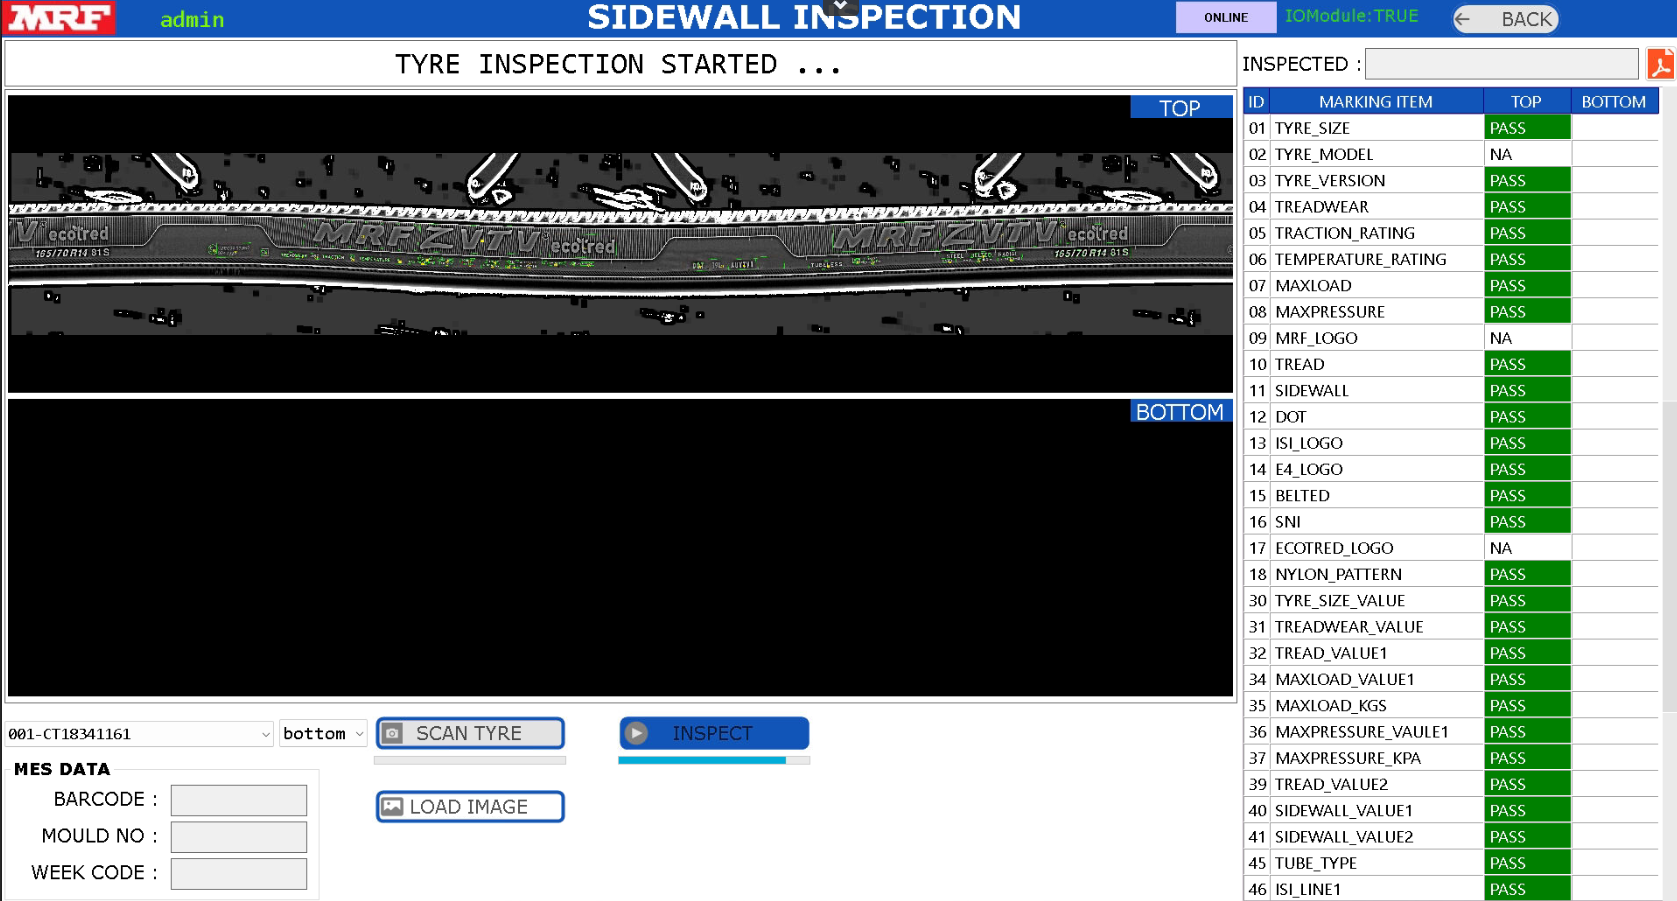 MRF
admin
SIDEWALL INSPECTION
ONLINE
IOModule:TRUE
BACK
TYRE INSPECTION STARTED ...
INSPECTED :
TOP
V ecotred
165/70 R14 81S
MRF ZVTV ecotred
TUBELESS
MRF ZVTV ecotred
STEEL BELTED RADIAL
165/70 R14 81S
BOTTOM
ID MARKING ITEM TOP BOTTOM
01 TYRE_SIZE PASS
02 TYRE_MODEL NA
03 TYRE_VERSION PASS
04 TREADWEAR PASS
05 TRACTION_RATING PASS
06 TEMPERATURE_RATING PASS
07 MAXLOAD PASS
08 MAXPRESSURE PASS
09 MRF_LOGO NA
10 TREAD PASS
11 SIDEWALL PASS
12 DOT PASS
13 ISI_LOGO PASS
14 E4_LOGO PASS
15 BELTED PASS
16 SNI PASS
17 ECOTRED_LOGO NA
18 NYLON_PATTERN PASS
30 TYRE_SIZE_VALUE PASS
31 TREADWEAR_VALUE PASS
32 TREAD_VALUE1 PASS
34 MAXLOAD_VALUE1 PASS
35 MAXLOAD_KGS PASS
36 MAXPRESSURE_VAULE1 PASS
37 MAXPRESSURE_KPA PASS
39 TREAD_VALUE2 PASS
40 SIDEWALL_VALUE1 PASS
41 SIDEWALL_VALUE2 PASS
45 TUBE_TYPE PASS
46 ISI_LINE1 PASS
001-CT18341161
bottom
SCAN TYRE
INSPECT
LOAD IMAGE
MES DATA
BARCODE :
MOULD NO :
WEEK CODE :